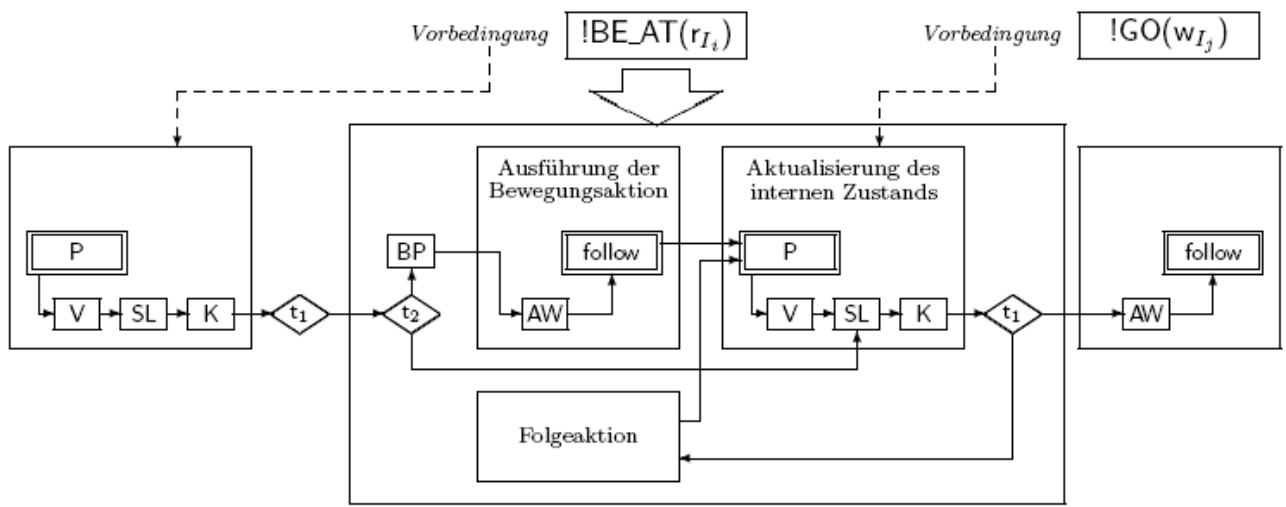 Vorbedingung
!BE_AT(r_{I_i})
Vorbedingung
!GO(w_{I_j})
Ausführung der
Bewegungsaktion
Aktualisierung des
internen Zustands
P
BP
follow
P
follow
V
SL
K
t₁
t₂
AW
V
SL
K
t₁
AW
Folgeaktion